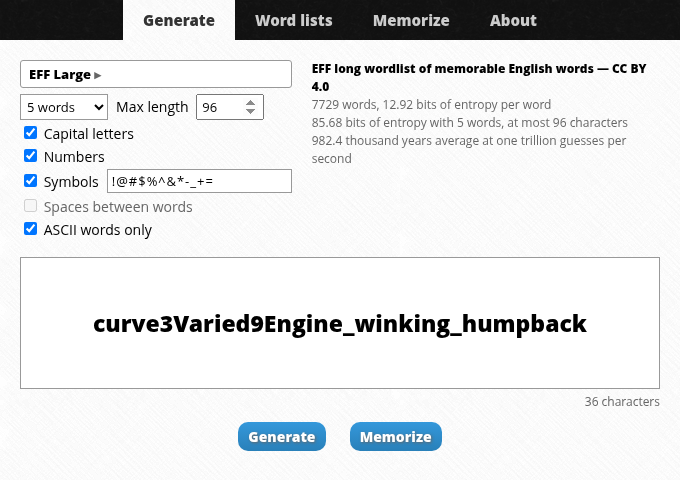 Generate Word lists Memorize About
EFF Large ▸
EFF long wordlist of memorable English words — CC BY
4.0
7729 words, 12.92 bits of entropy per word
85.68 bits of entropy with 5 words, at most 96 characters
982.4 thousand years average at one trillion guesses per
second
5 words Max length 96
Capital letters
Numbers
Symbols !@#$%^&*-_+=
Spaces between words
ASCII words only
curve3Varied9Engine_winking_humpback
36 characters
Generate Memorize